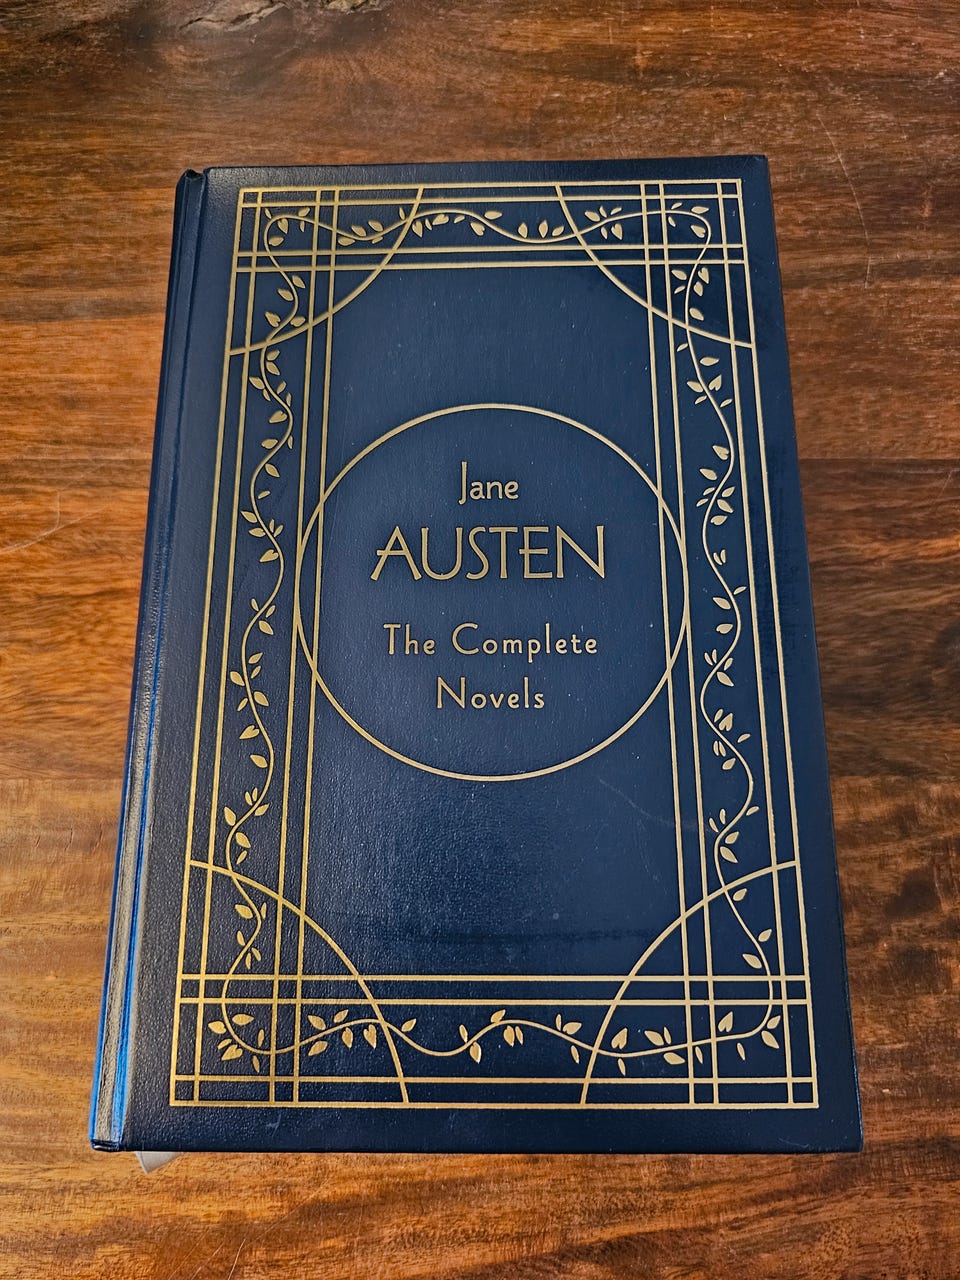 Jane
AUSTEN
The Complete
Novels